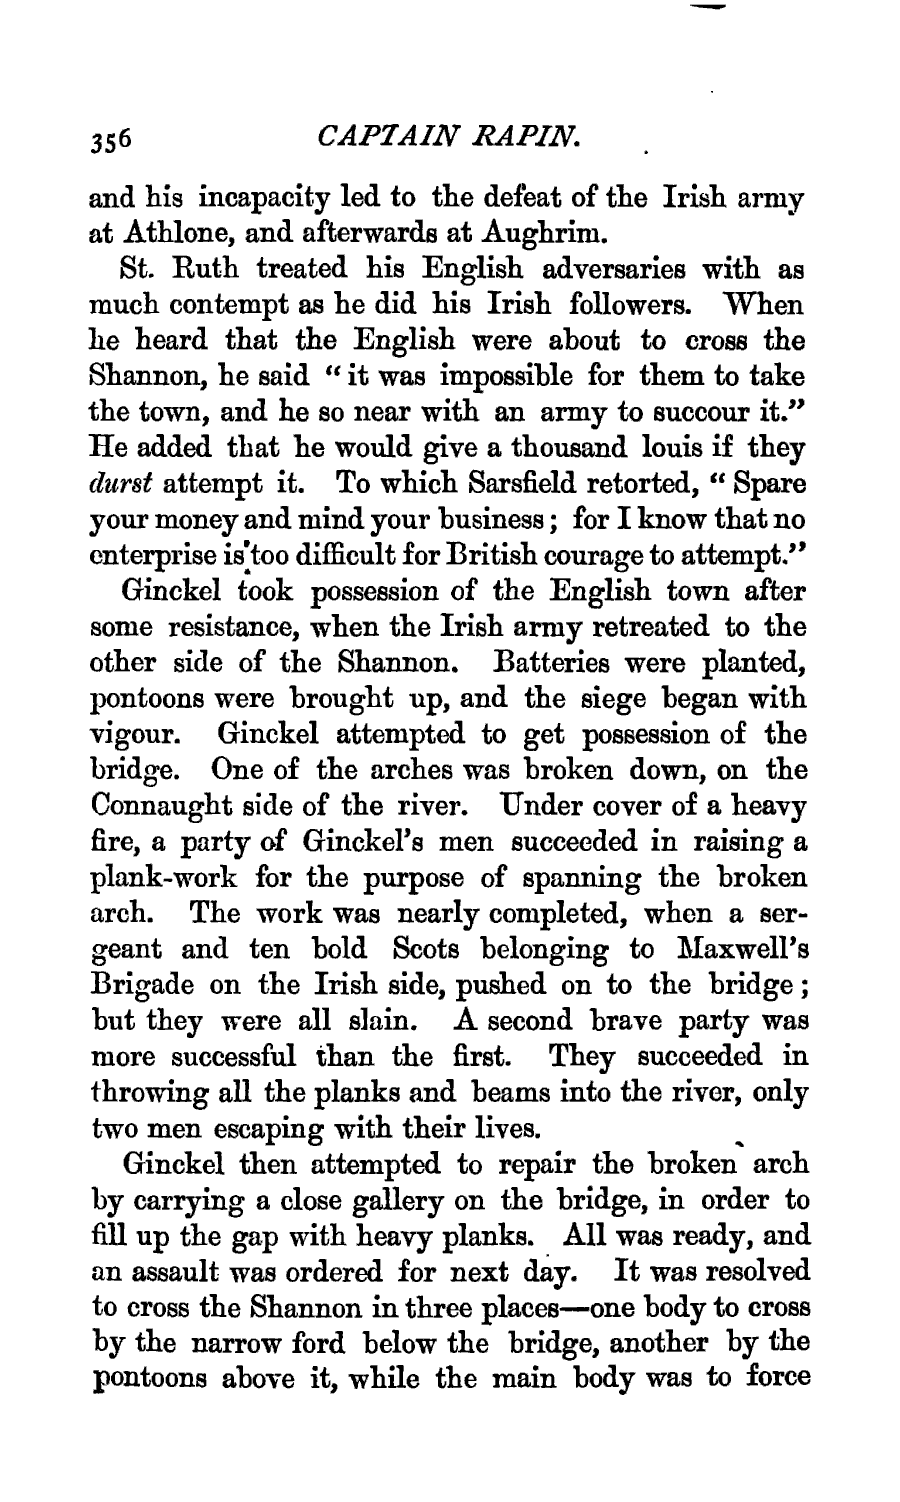 356 CAPTAIN RAPIN.
and his incapacity led to the defeat of the Irish army
at Athlone, and afterwards at Aughrim.
St. Ruth treated his English adversaries with as
much contempt as he did his Irish followers. When
he heard that the English were about to cross the
Shannon, he said “it was impossible for them to take
the town, and he so near with an army to succour it.”
He added that he would give a thousand louis if they
durst attempt it. To which Sarsfield retorted, “Spare
your money and mind your business; for I know that no
enterprise is too difficult for British courage to attempt.”
Ginckel took possession of the English town after
some resistance, when the Irish army retreated to the
other side of the Shannon. Batteries were planted,
pontoons were brought up, and the siege began with
vigour. Ginckel attempted to get possession of the
bridge. One of the arches was broken down, on the
Connaught side of the river. Under cover of a heavy
fire, a party of Ginckel's men succeeded in raising a
plank-work for the purpose of spanning the broken
arch. The work was nearly completed, when a ser-
geant and ten bold Scots belonging to Maxwell's
Brigade on the Irish side, pushed on to the bridge;
but they were all slain. A second brave party was
more successful than the first. They succeeded in
throwing all the planks and beams into the river, only
two men escaping with their lives.
Ginckel then attempted to repair the broken arch
by carrying a close gallery on the bridge, in order to
fill up the gap with heavy planks. All was ready, and
an assault was ordered for next day. It was resolved
to cross the Shannon in three places—one body to cross
by the narrow ford below the bridge, another by the
pontoons above it, while the main body was to force